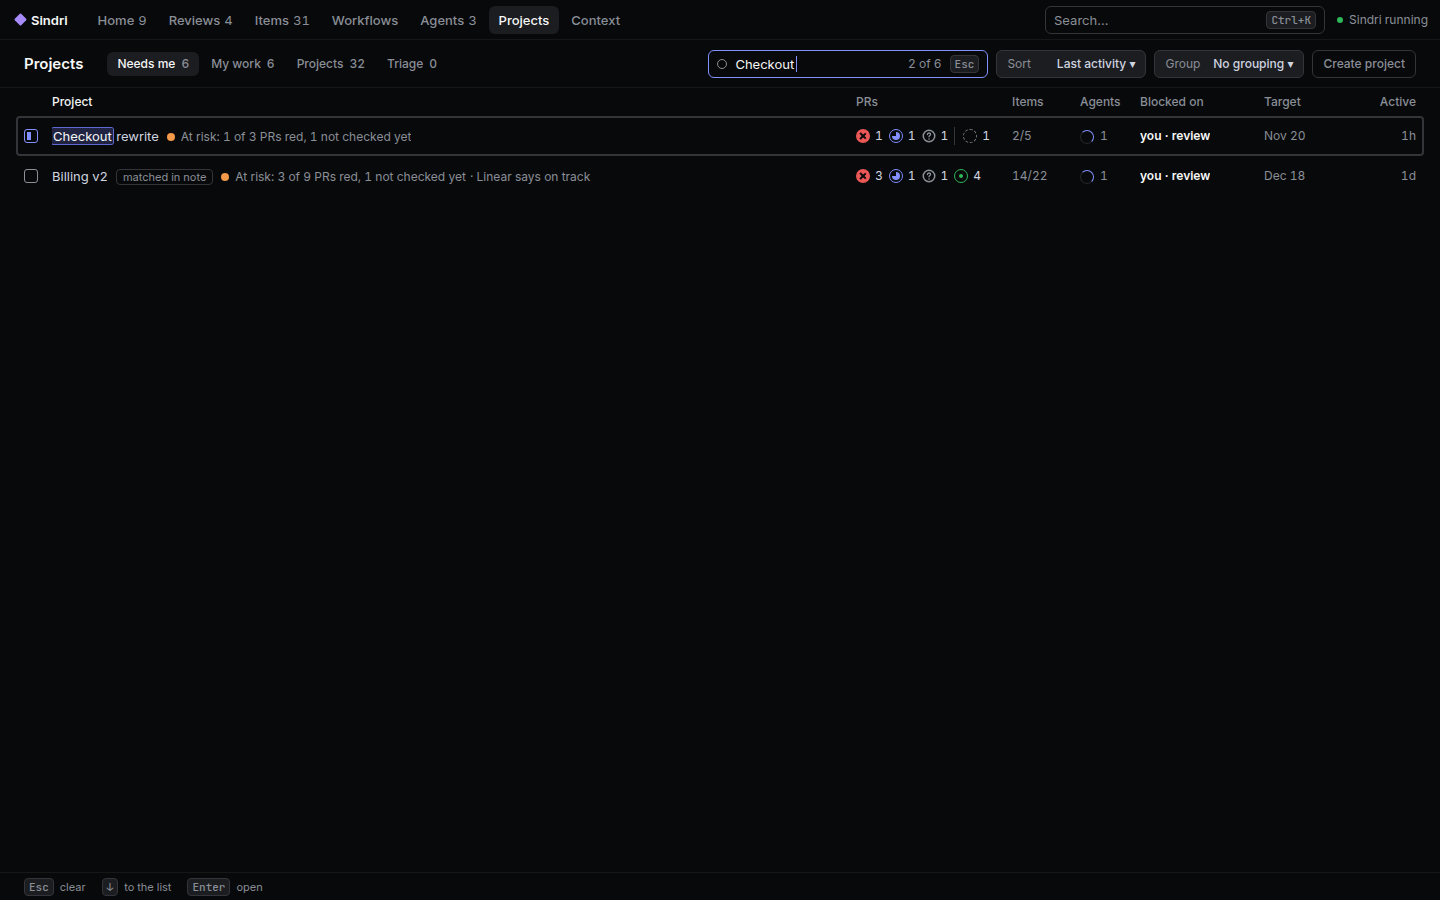 Sindri Home 9 Reviews 4 Items 31 Workflows Agents 3 Projects Context Search... Ctrl+K Sindri running
Projects Needs me 6 My work 6 Projects 32 Triage 0 Checkout 2 of 6 Esc Sort Last activity ▾ Group No grouping ▾ Create project
Project PRs Items Agents Blocked on Target Active
Checkout rewrite At risk: 1 of 3 PRs red, 1 not checked yet 1 1 1 1 2/5 1 you · review Nov 20 1h
Billing v2 matched in note At risk: 3 of 9 PRs red, 1 not checked yet · Linear says on track 3 1 1 4 14/22 1 you · review Dec 18 1d
Esc clear ↓ to the list Enter open